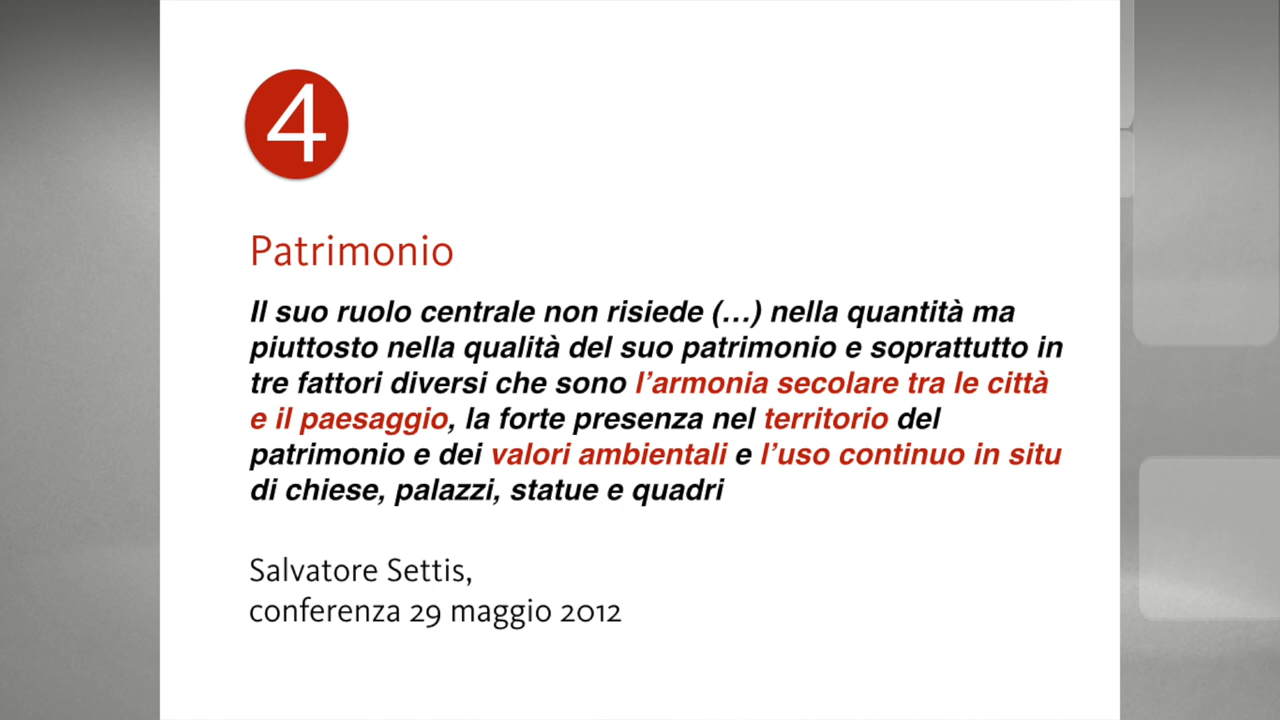 4
Patrimonio
Il suo ruolo centrale non risiede (…) nella quantità ma
piuttosto nella qualità del suo patrimonio e soprattutto in
tre fattori diversi che sono l’armonia secolare tra le città
e il paesaggio, la forte presenza nel territorio del
patrimonio e dei valori ambientali e l’uso continuo in situ
di chiese, palazzi, statue e quadri
Salvatore Settis,
conferenza 29 maggio 2012